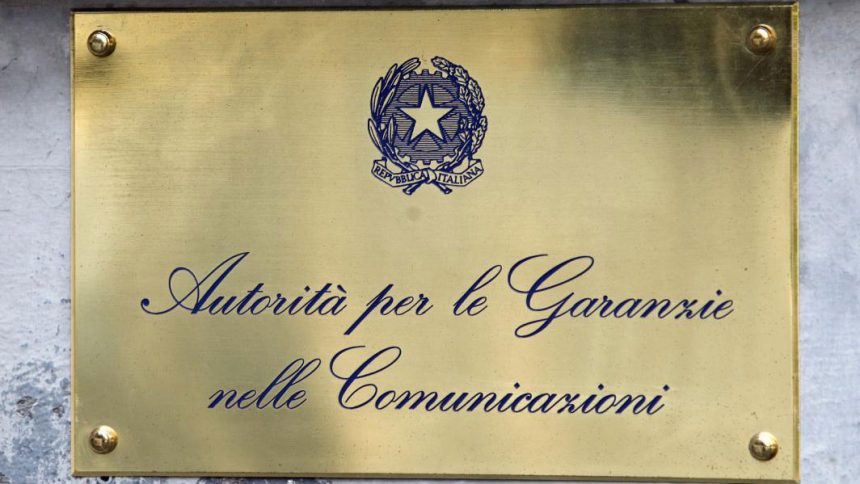 REPVBBLICA ITALIANA
Autorità per le Garanzie
nelle Comunicazioni